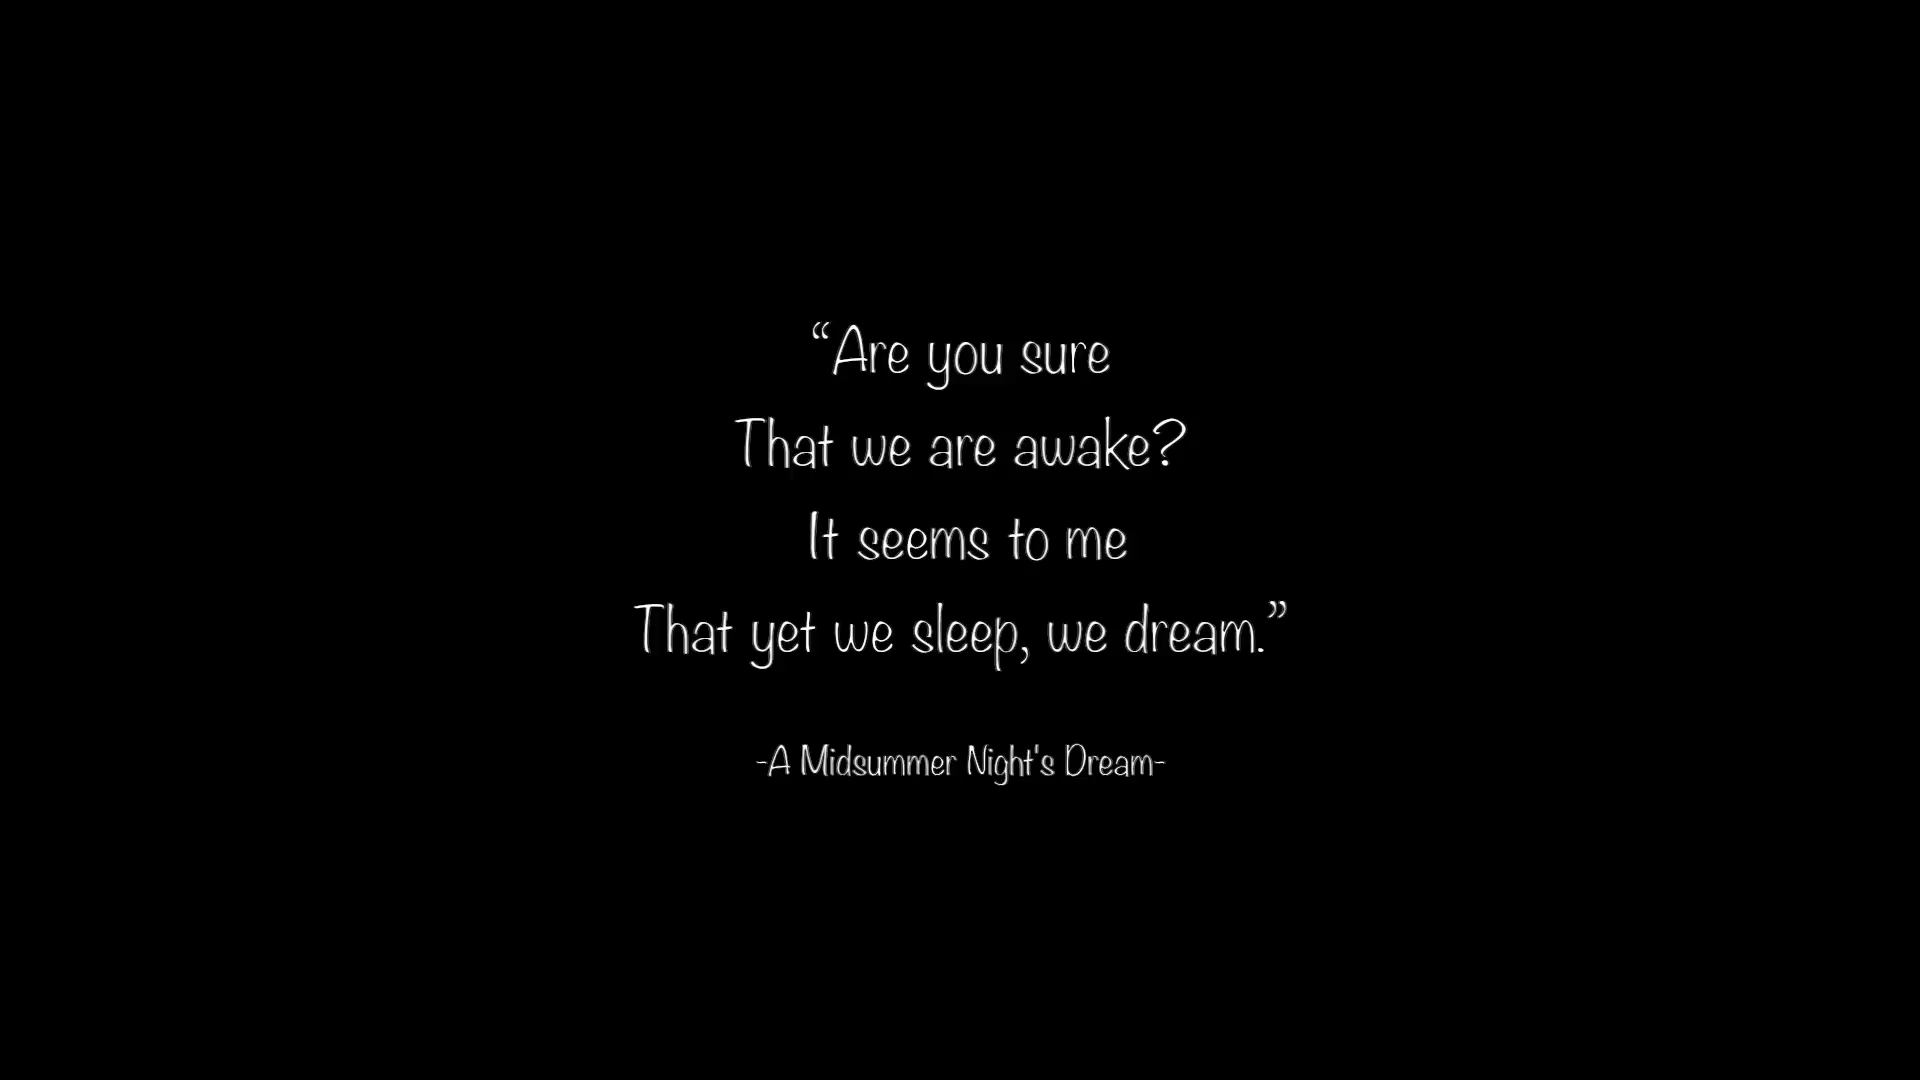 “Are you sure
That we are awake?
It seems to me
That yet we sleep, we dream.”
-A Midsummer Night's Dream-